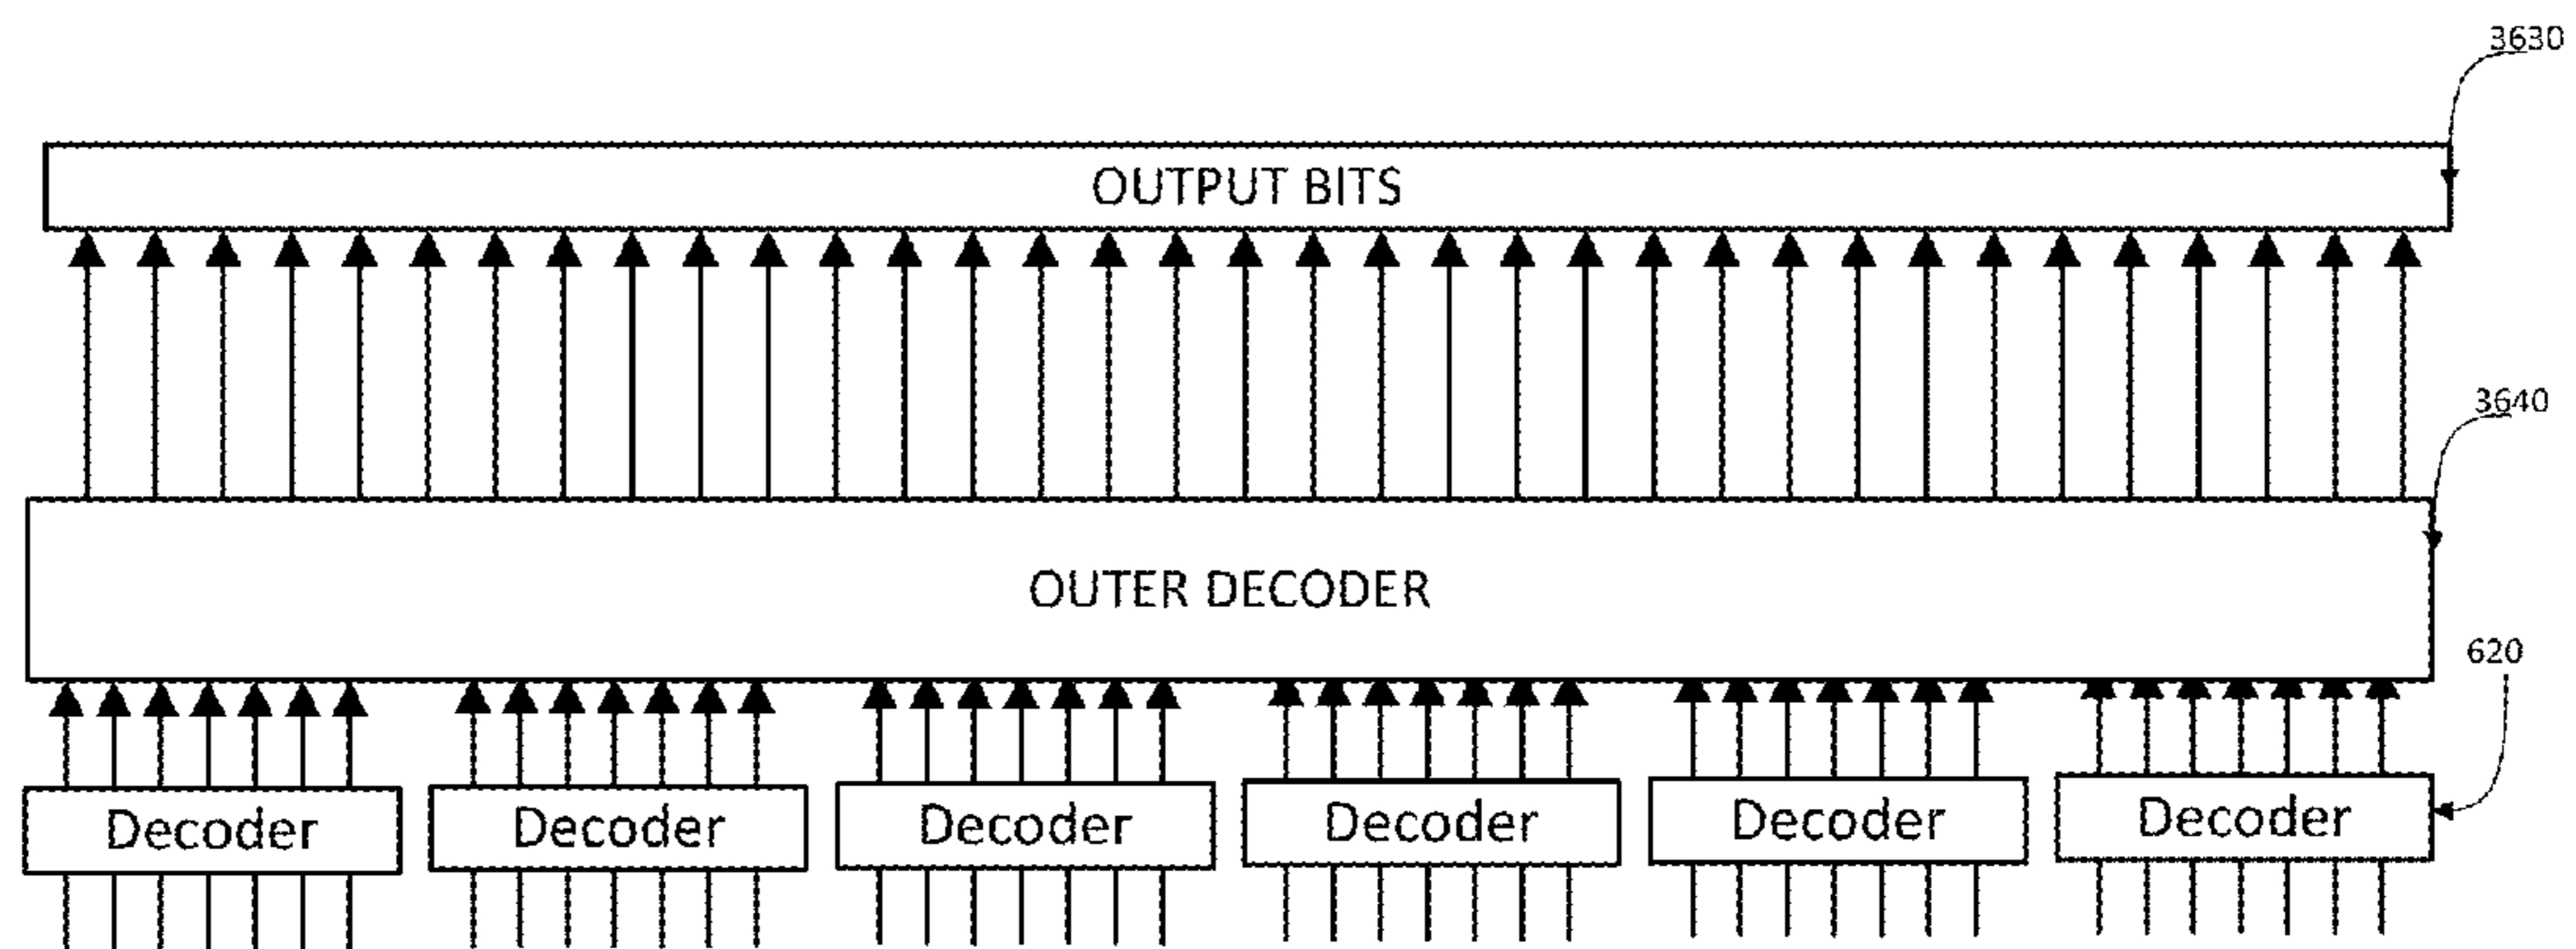 3630
OUTPUT BITS
3640
OUTER DECODER
620
Decoder Decoder Decoder Decoder Decoder Decoder